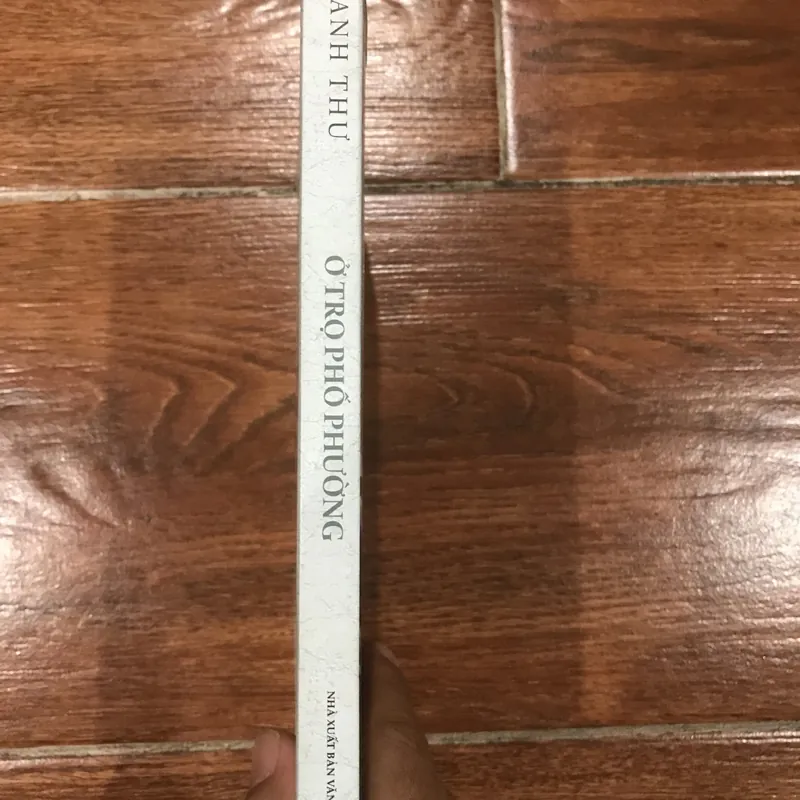 ANH THƯ
Ở TRỌ PHỐ PHƯỜNG
NHÀ XUẤT BẢN VĂN